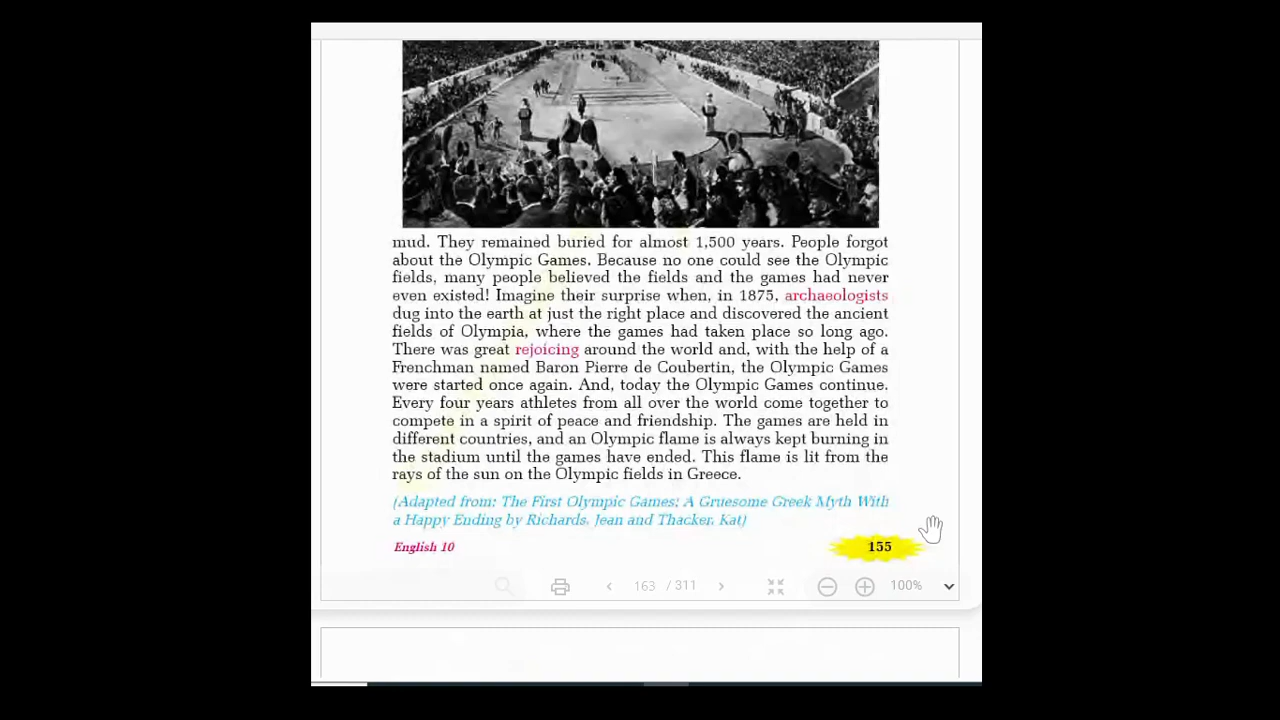 mud. They remained buried for almost 1,500 years. People forgot
about the Olympic Games. Because no one could see the Olympic
fields, many people believed the fields and the games had never
even existed! Imagine their surprise when, in 1875, archaeologists
dug into the earth at just the right place and discovered the ancient
fields of Olympia, where the games had taken place so long ago.
There was great rejoicing around the world and, with the help of a
Frenchman named Baron Pierre de Coubertin, the Olympic Games
were started once again. And, today the Olympic Games continue.
Every four years athletes from all over the world come together to
compete in a spirit of peace and friendship. The games are held in
different countries, and an Olympic flame is always kept burning in
the stadium until the games have ended. This flame is lit from the
rays of the sun on the Olympic fields in Greece.
(Adapted from: The First Olympic Games; A Gruesome Greek Myth With
a Happy Ending by Richards, Jean and Thacker, Kat)
English 10 155
163 / 311 100%